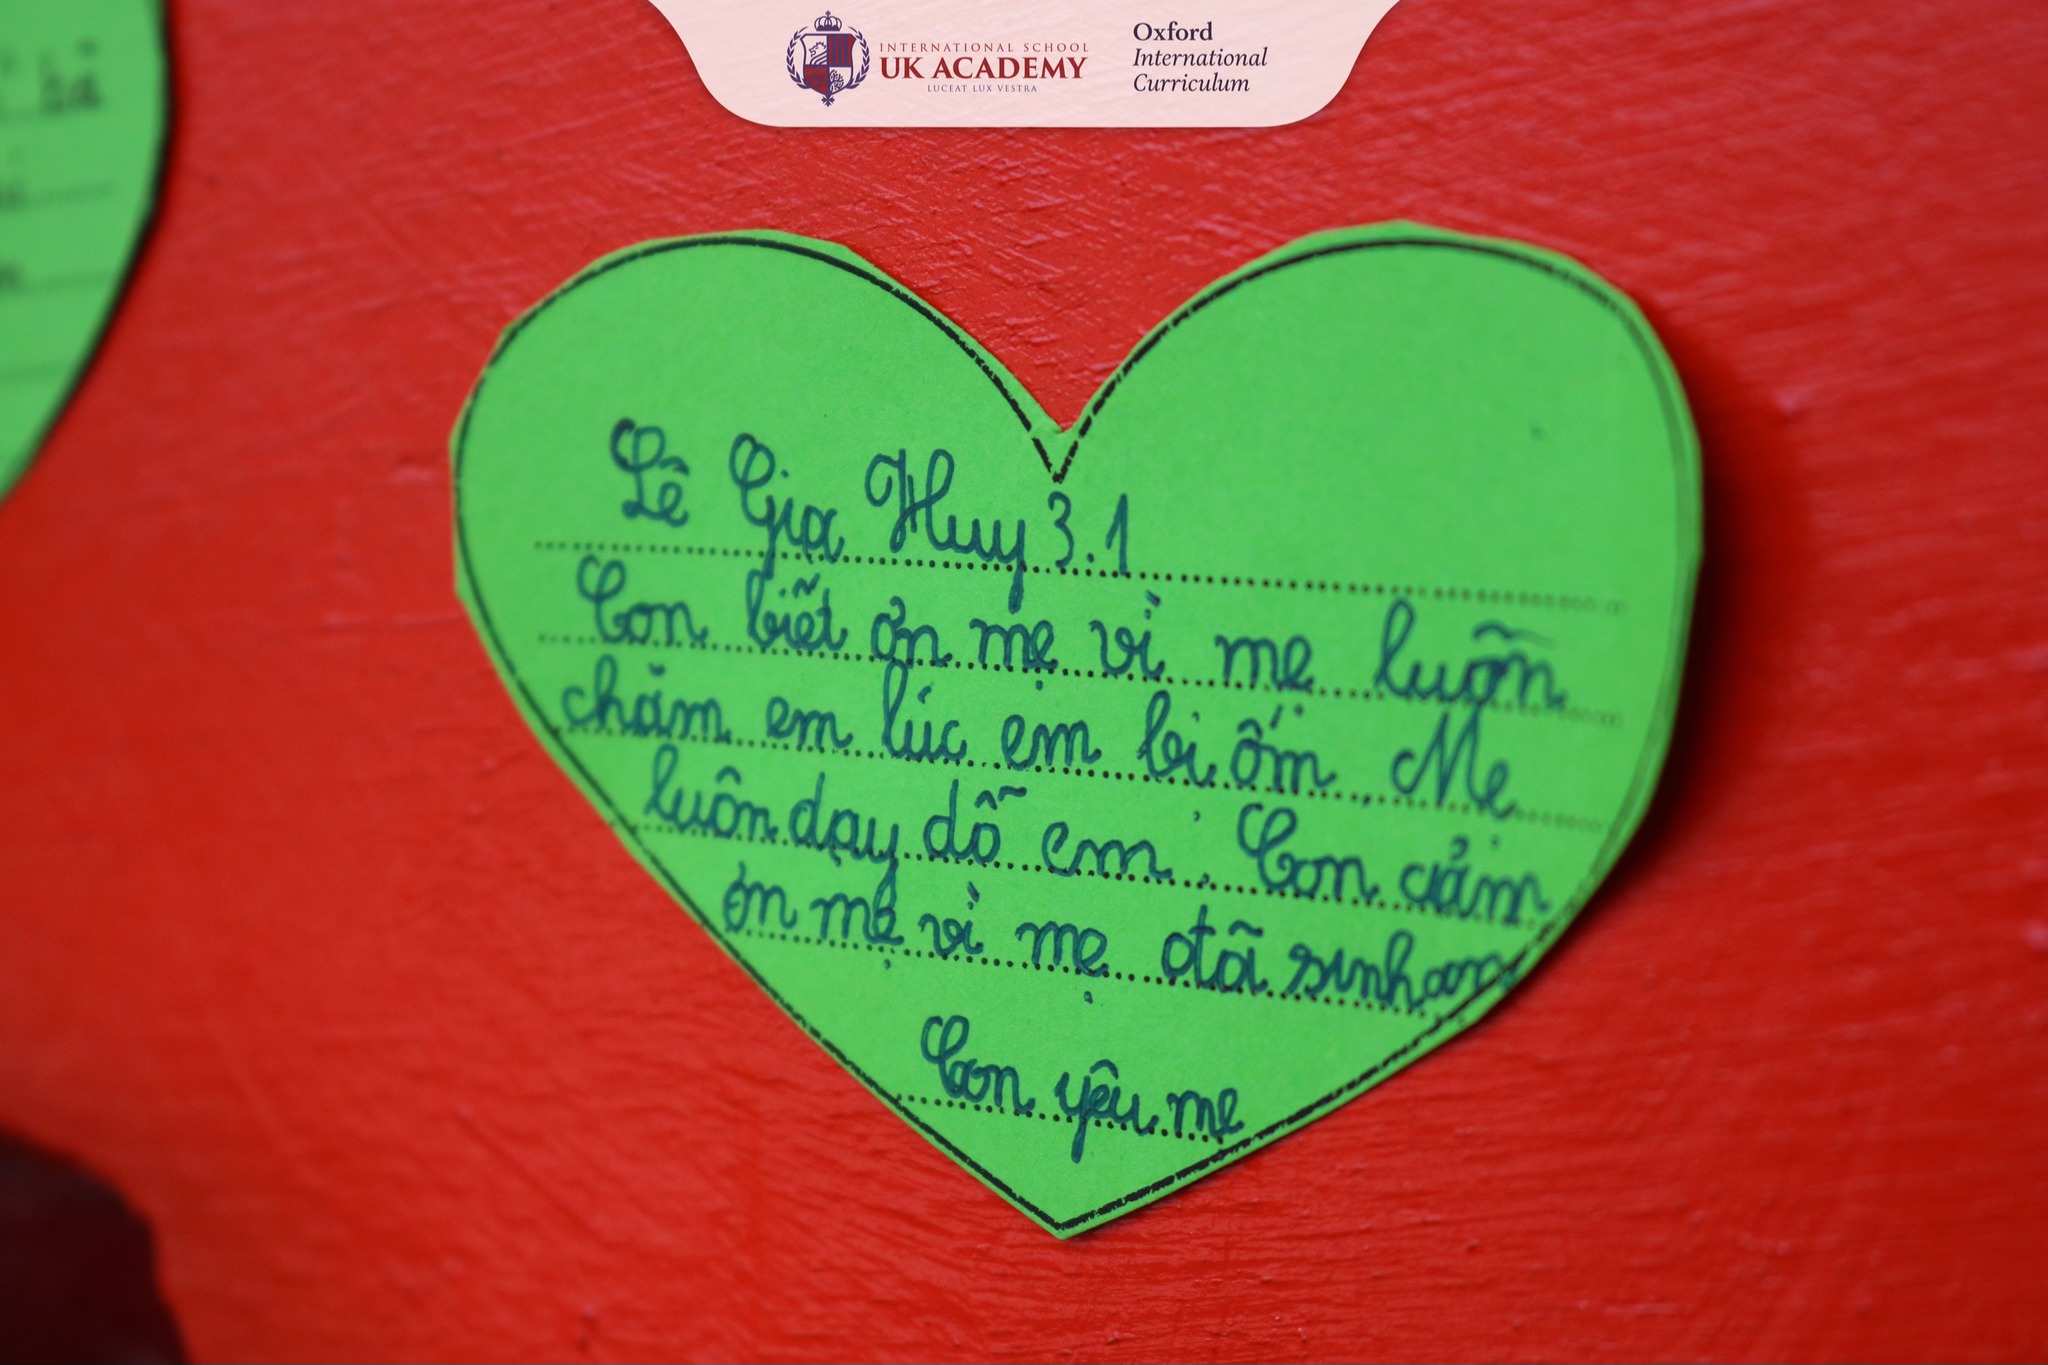 INTERNATIONAL SCHOOL
UK ACADEMY
LUCEAT LUX VESTRA
Oxford
International
Curriculum
Lê Gia Huy 3.1
Con biết ơn mẹ vì mẹ luôn
chăm em lúc em bị ốm. Mẹ
luôn dạy dỗ em. Con cảm
ơn mẹ vì mẹ đã sinh con
Con yêu mẹ